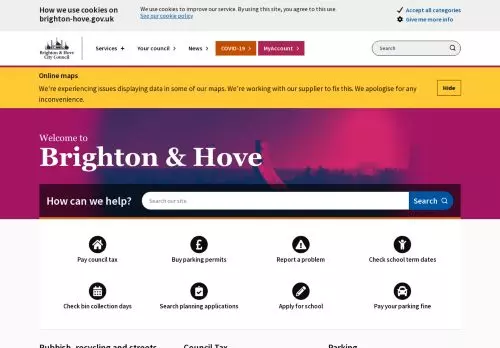 How we use cookies on
brighton-hove.gov.uk
We use cookies to improve our service. By using this site, you agree to this use.
See our cookie policy
Accept all categories
Give me more info
Brighton & Hove
City Council
Services +
Your council
News
COVID-19
MyAccount
Search
Online maps
We're experiencing issues displaying data in some of our maps. We're working with our supplier to fix this. We apologise for any
inconvenience.
Hide
Welcome to
Brighton & Hove
How can we help?
Search our site
Search
Pay council tax
Buy parking permits
Report a problem
Check school term dates
Check bin collection days
Search planning applications
Apply for school
Pay your parking fine
Rubbish, recycling and streets
Council Tax
Parking